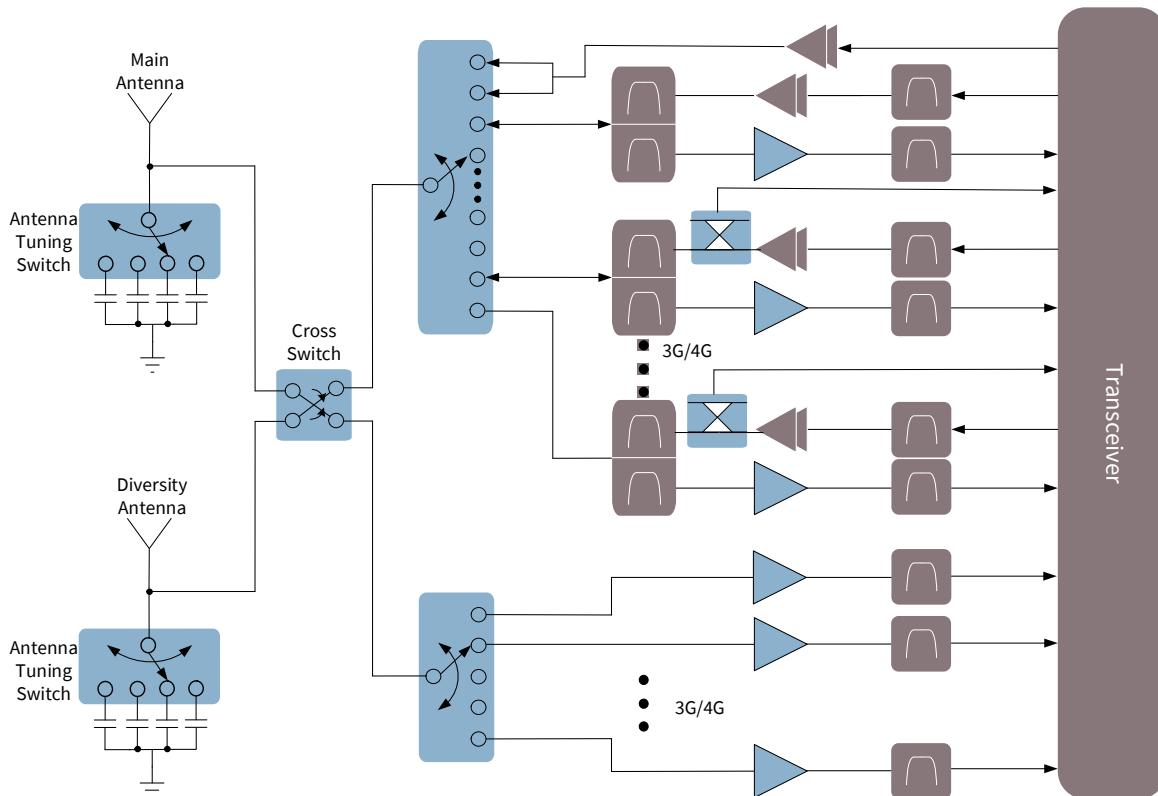 Main
Antenna
Antenna
Tuning
Switch
Cross
Switch
3G/4G
Transceiver
Diversity
Antenna
Antenna
Tuning
Switch
3G/4G